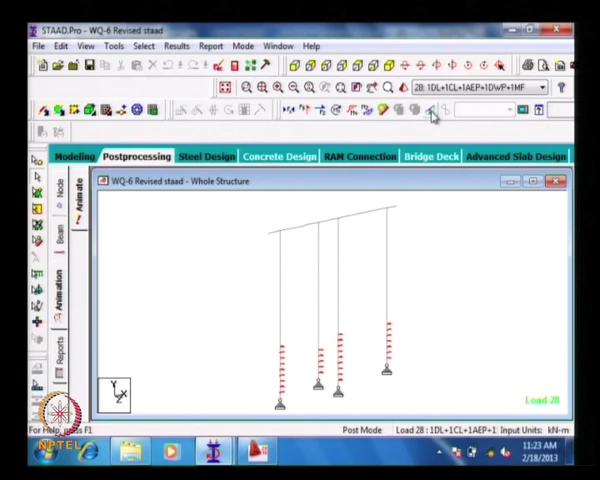 STAAD.Pro - WQ-6 Revised staad
File Edit View Tools Select Results Report Mode Window Help
28: 1DL+1CL+1AEP+1DWP+1MF
Modeling Postprocessing Steel Design Concrete Design RAM Connection Bridge Deck Advanced Slab Design
WQ-6 Revised staad - Whole Structure
Node
Beam
Animation
Reports
Animate
Y
X
Z
Load 28
For Help, press F1
Post Mode
Load 28 : 1DL+1CL+1AEP+1
Input Units: kN-m
NPTEL
11:23 AM
2/18/2013